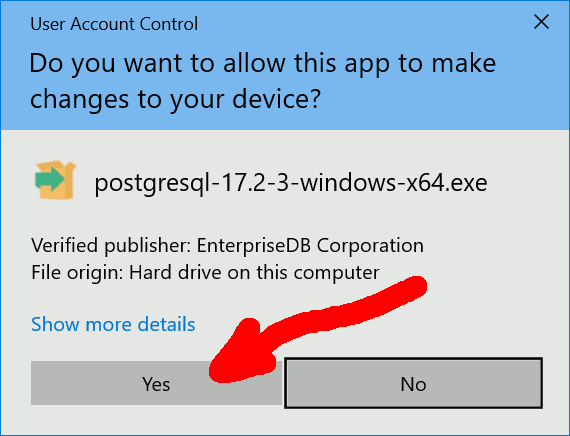 User Account Control
Do you want to allow this app to make
changes to your device?
postgresql-17.2-3-windows-x64.exe
Verified publisher: EnterpriseDB Corporation
File origin: Hard drive on this computer
Show more details
Yes
No